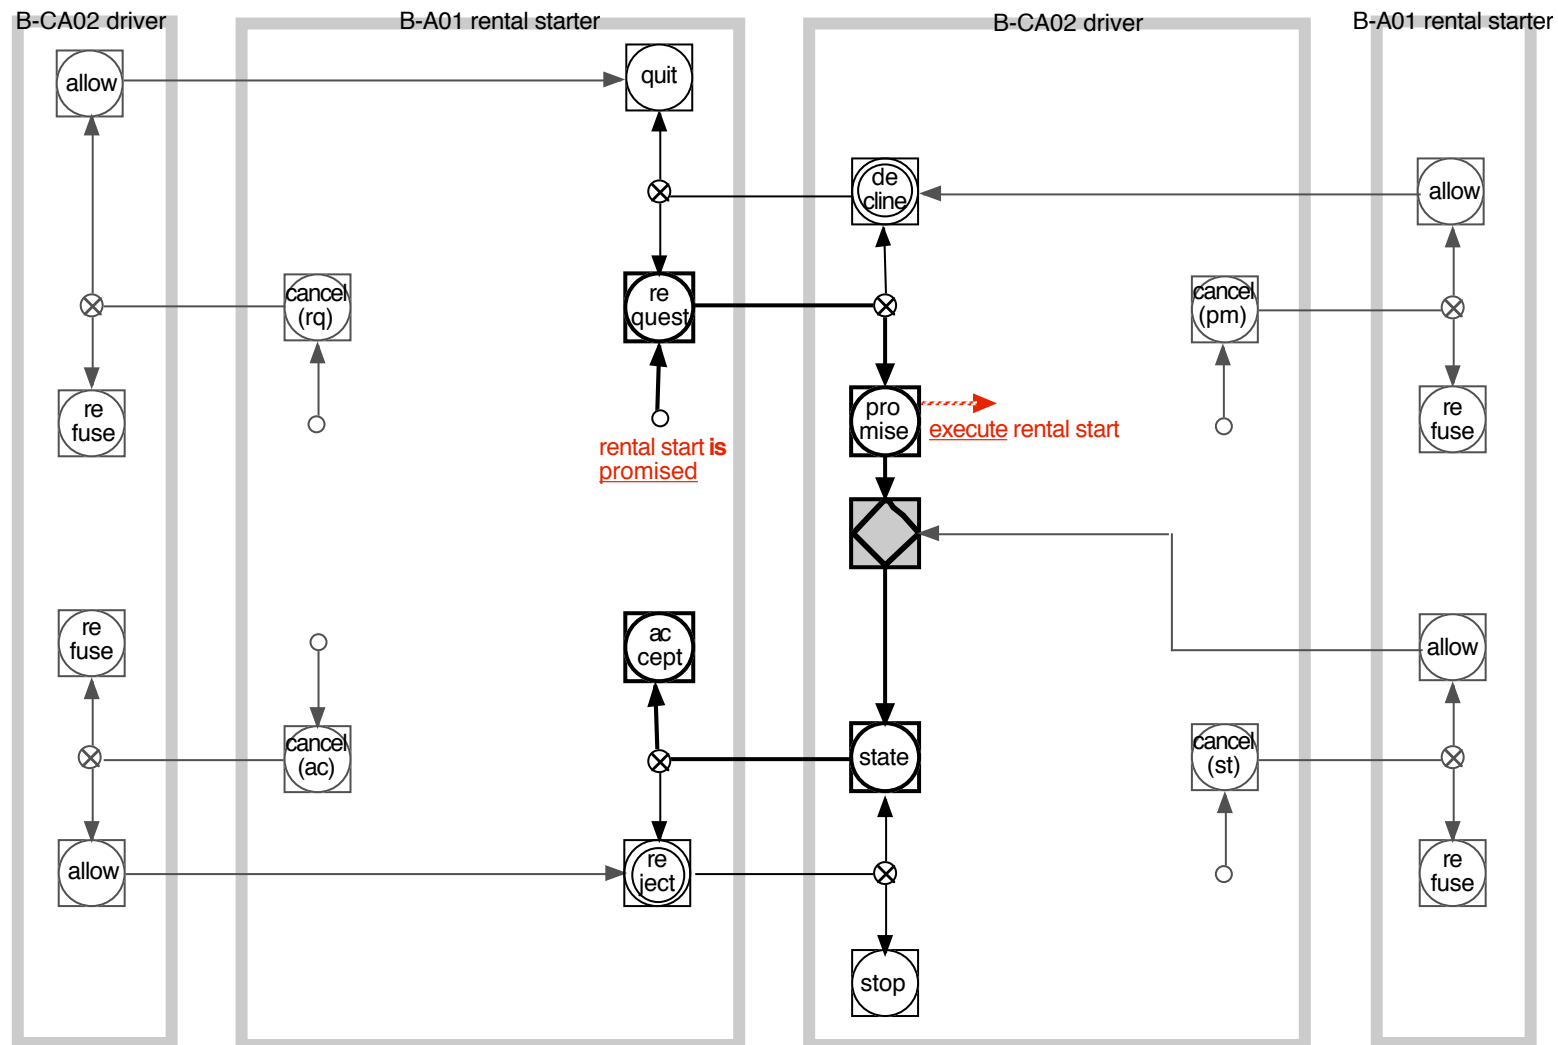 B-CA02 driver
B-A01 rental starter
B-CA02 driver
B-A01 rental starter
allow
quit
de
cline
allow
cancel
(rq)
re
quest
cancel
(pm)
re
fuse
rental start is
promised
pro
mise
execute rental start
re
fuse
re
fuse
ac
cept
allow
cancel
(ac)
state
cancel
(st)
allow
re
ject
re
fuse
stop